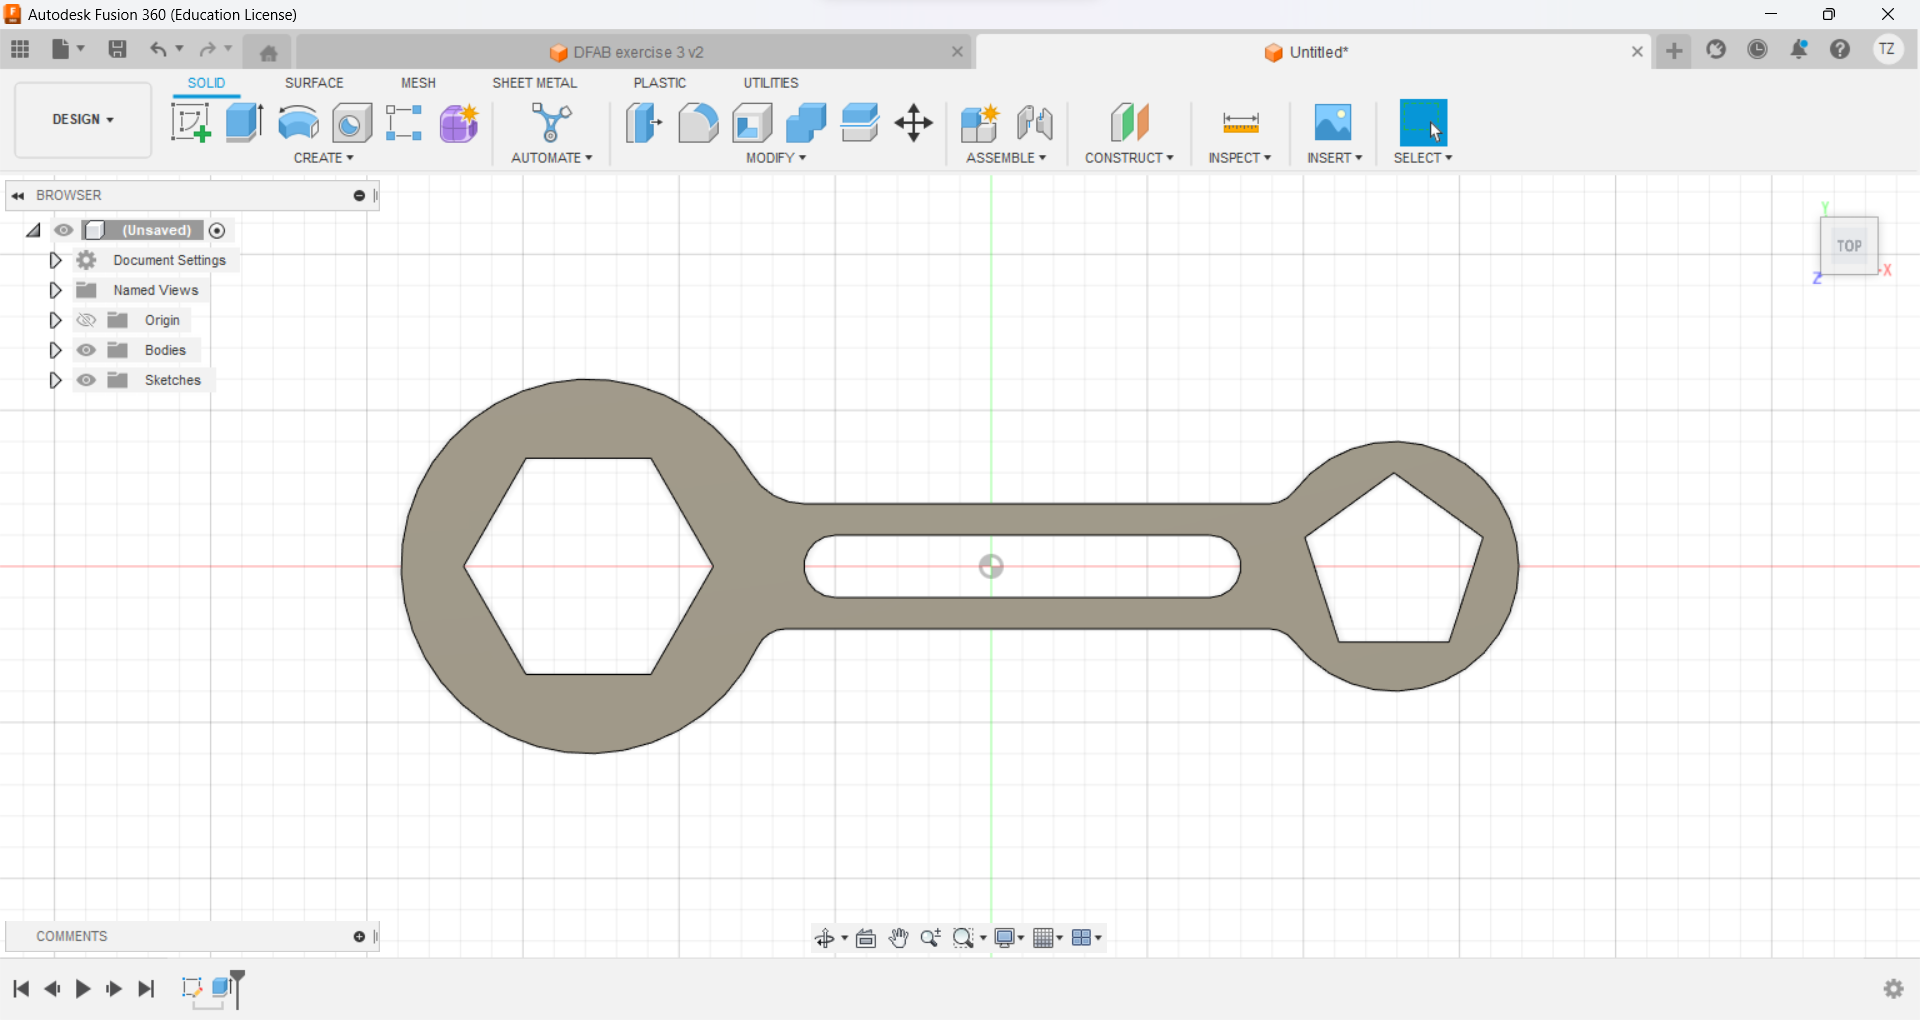 Autodesk Fusion 360 (Education License)
DFAB exercise 3 v2
Untitled*
TZ
SOLID SURFACE MESH SHEET METAL PLASTIC UTILITIES
DESIGN
CREATE AUTOMATE MODIFY ASSEMBLE CONSTRUCT INSPECT INSERT SELECT
BROWSER
(Unsaved)
Document Settings
Named Views
Origin
Bodies
Sketches
Y
TOP
X
Z
COMMENTS